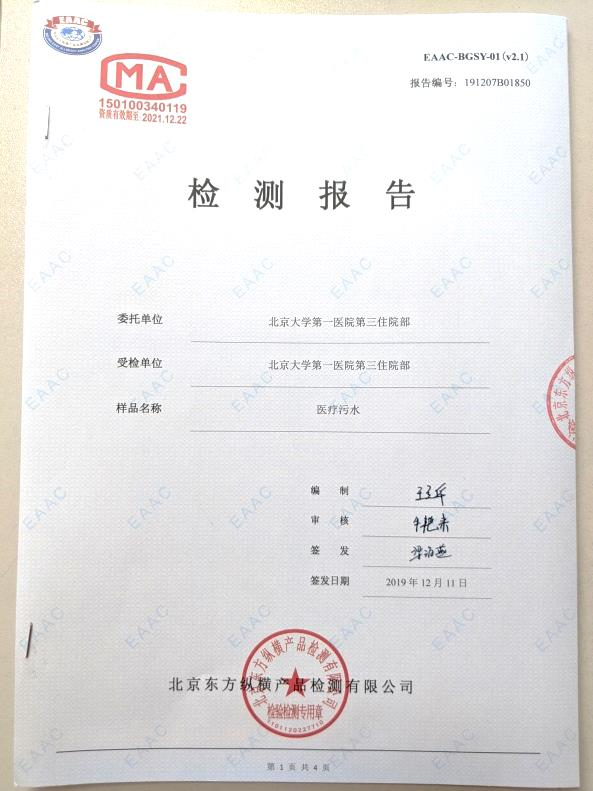 EAAC
EAAC-BGSY-01(v2.1)
报告编号：191207B01850
CMA
150100340119
资质有效期至 2021.12.22
检 测 报 告
委托单位 北京大学第一医院第三住院部
受检单位 北京大学第一医院第三住院部
样品名称 医疗污水
编 制
审 核
签 发
签发日期 2019 年 12 月 11 日
北京东方纵横产品检测有限公司
北京东方纵横产品检测有限公司
检验检测专用章
1101120227710
第 1 页 共 4 页